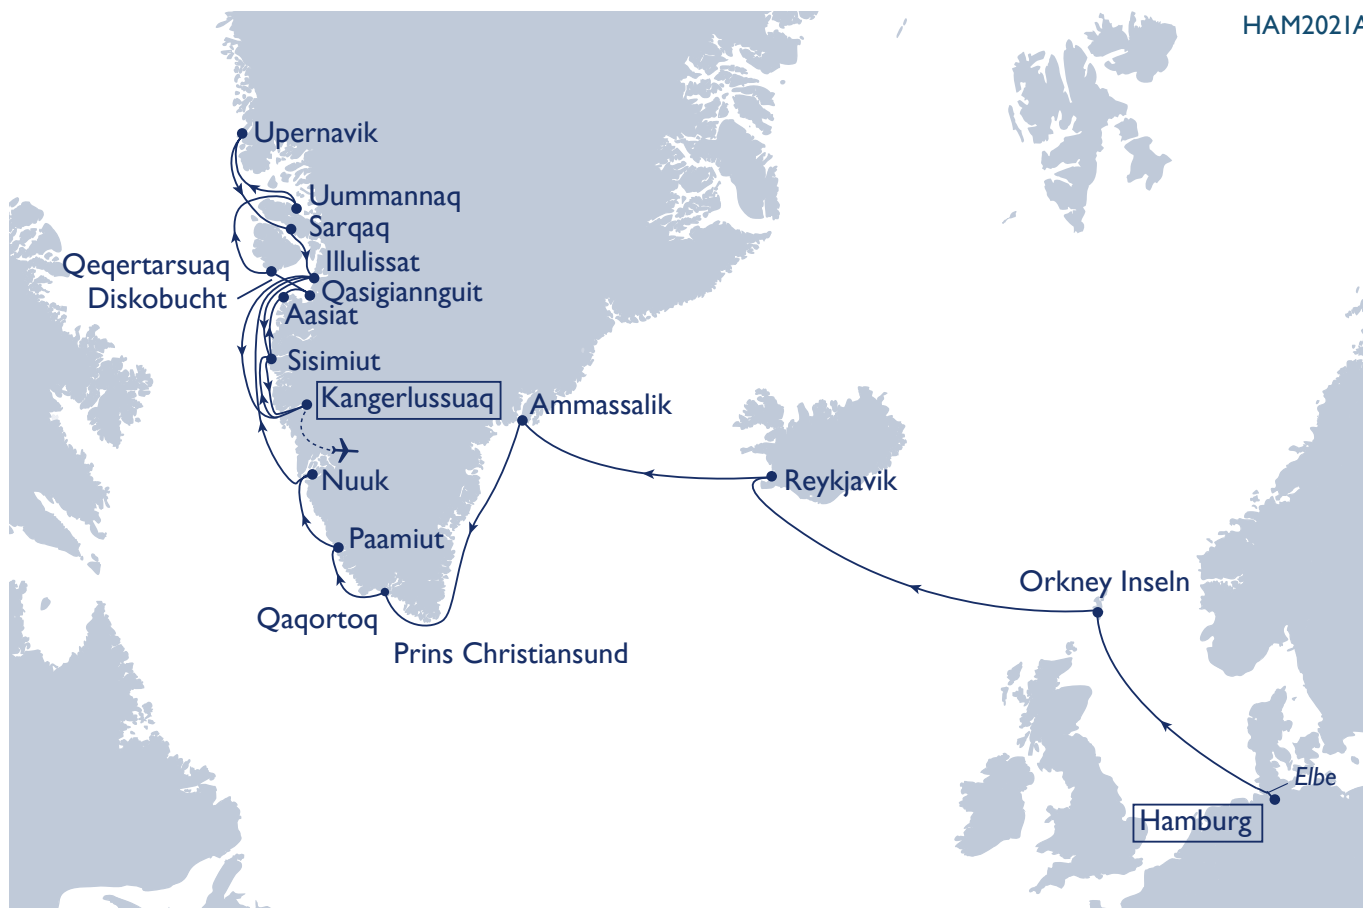 HAM2021A
Upernavik
Uummannaq
Sarqaq
Illulissat
Qeqertarsuaq
Diskobucht
Qasigiannguit
Aasiat
Sisimiut
Kangerlussuaq
Ammassalik
Nuuk
Reykjavik
Paamiut
Orkney Inseln
Qaqortoq
Prins Christiansund
Elbe
Hamburg